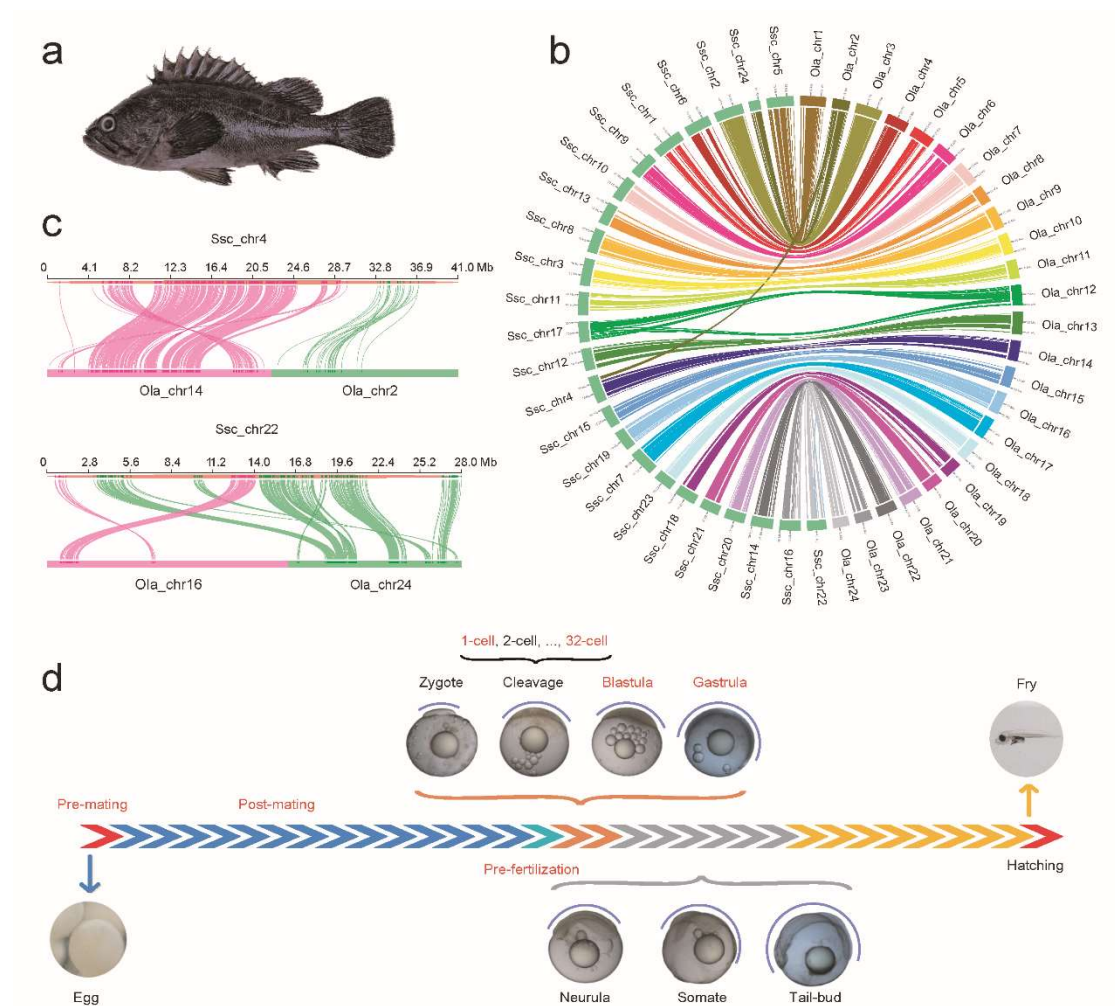 a
b
Ssc_chr5
Ssc_chr24
Ssc_chr2
Ssc_chr6
Ssc_chr1
Ssc_chr9
Ssc_chr10
Ssc_chr13
Ssc_chr8
Ssc_chr3
Ssc_chr11
Ssc_chr17
Ssc_chr12
Ssc_chr4
Ssc_chr15
Ssc_chr19
Ssc_chr7
Ssc_chr23
Ssc_chr18
Ssc_chr21
Ssc_chr20
Ssc_chr14
Ssc_chr16
Ssc_chr22
Ola_chr1
Ola_chr2
Ola_chr3
Ola_chr4
Ola_chr5
Ola_chr6
Ola_chr7
Ola_chr8
Ola_chr9
Ola_chr10
Ola_chr11
Ola_chr12
Ola_chr13
Ola_chr14
Ola_chr15
Ola_chr16
Ola_chr17
Ola_chr18
Ola_chr19
Ola_chr20
Ola_chr21
Ola_chr22
Ola_chr23
Ola_chr24
c
Ssc_chr4
0 4.1 8.2 12.3 16.4 20.5 24.6 28.7 32.8 36.9 41.0 Mb
Ola_chr14 Ola_chr2
Ssc_chr22
0 2.8 5.6 8.4 11.2 14.0 16.8 19.6 22.4 25.2 28.0 Mb
Ola_chr16 Ola_chr24
d
1-cell, 2-cell, ..., 32-cell
Zygote Cleavage Blastula Gastrula Fry
Pre-mating Post-mating
Pre-fertilization Hatching
Egg Neurula Somate Tail-bud